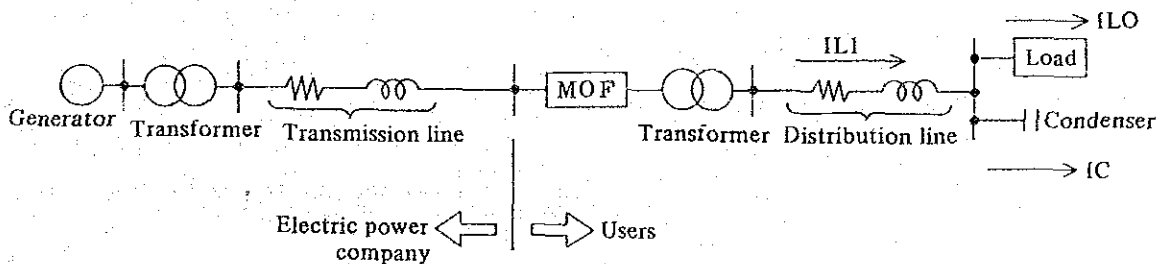 ILO
IL1
Load
MOF
Generator
Transformer
Transmission line
Transformer
Distribution line
Condenser
IC
Electric power
company
Users